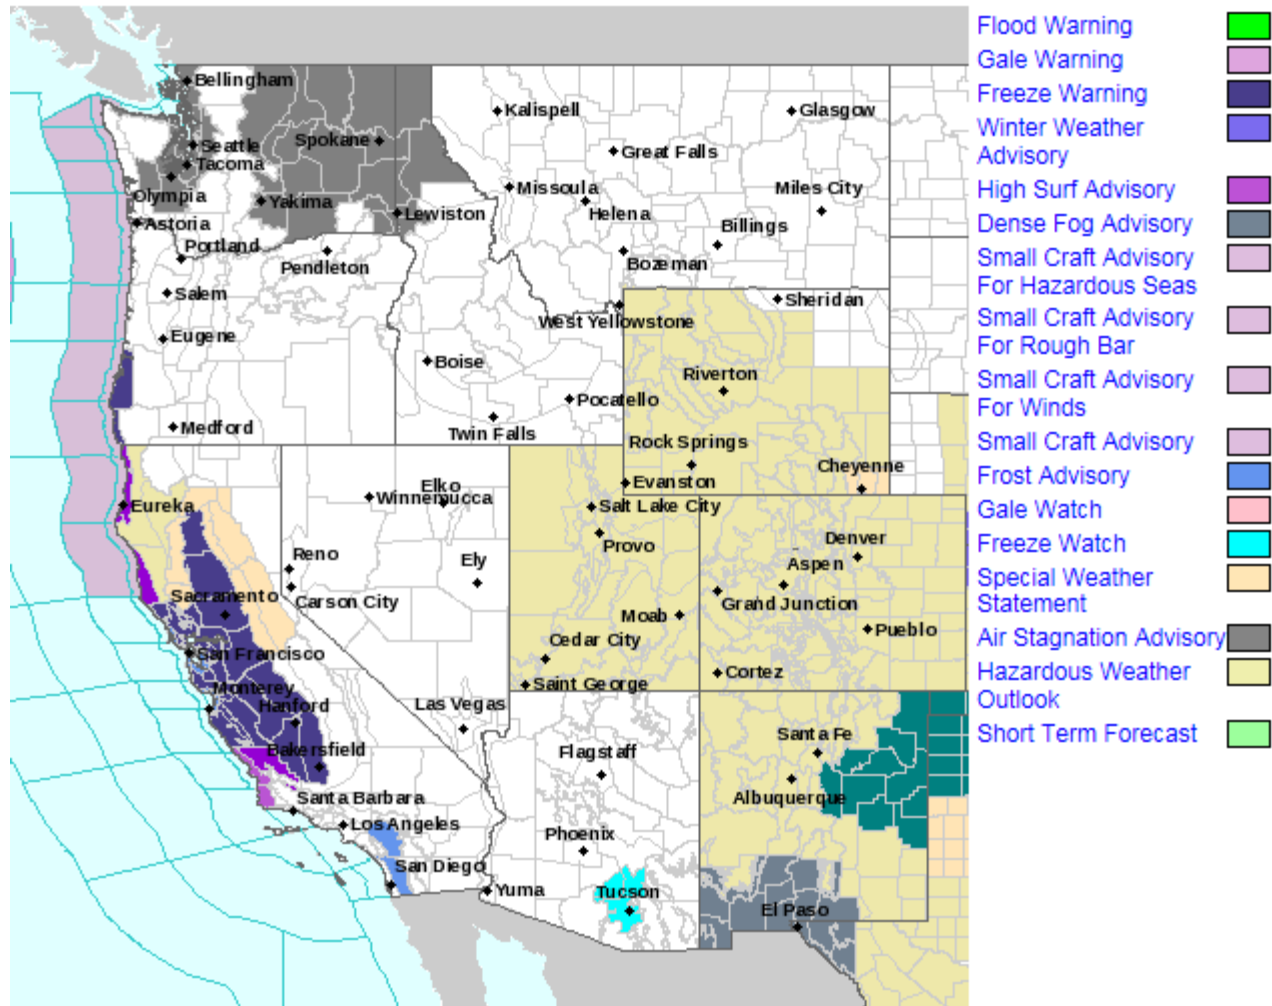 Flood Warning
Gale Warning
Freeze Warning
Winter Weather
Advisory
High Surf Advisory
Dense Fog Advisory
Small Craft Advisory
For Hazardous Seas
Small Craft Advisory
For Rough Bar
Small Craft Advisory
For Winds
Small Craft Advisory
Frost Advisory
Gale Watch
Freeze Watch
Special Weather
Statement
Air Stagnation Advisory
Hazardous Weather
Outlook
Short Term Forecast
Bellingham
Seattle
Spokane
Tacoma
Olympia
Yakima
Lewiston
Astoria
Portland
Pendleton
Salem
Eugene
Medford
Kalispell
Glasgow
Great Falls
Missoula
Miles City
Helena
Billings
Bozeman
Sheridan
West Yellowstone
Boise
Riverton
Pocatello
Twin Falls
Rock Springs
Cheyenne
Evanston
Elko
Winnemucca
Eureka
Salt Lake City
Provo
Denver
Reno
Ely
Aspen
Sacramento
Carson City
Grand Junction
Moab
Pueblo
San Francisco
Cedar City
Cortez
Monterey
Saint George
Hanford
Las Vegas
Bakersfield
Flagstaff
Santa Fe
Santa Barbara
Albuquerque
Los Angeles
Phoenix
San Diego
Yuma
Tucson
El Paso